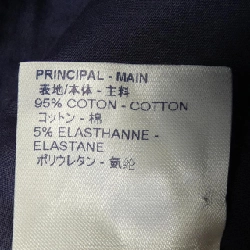 PRINCIPAL - MAIN
表地/本体 - 主料
95% COTON - COTTON
コットン - 棉
5% ELASTHANNE -
ELASTANE
ポリウレタン - 氨纶